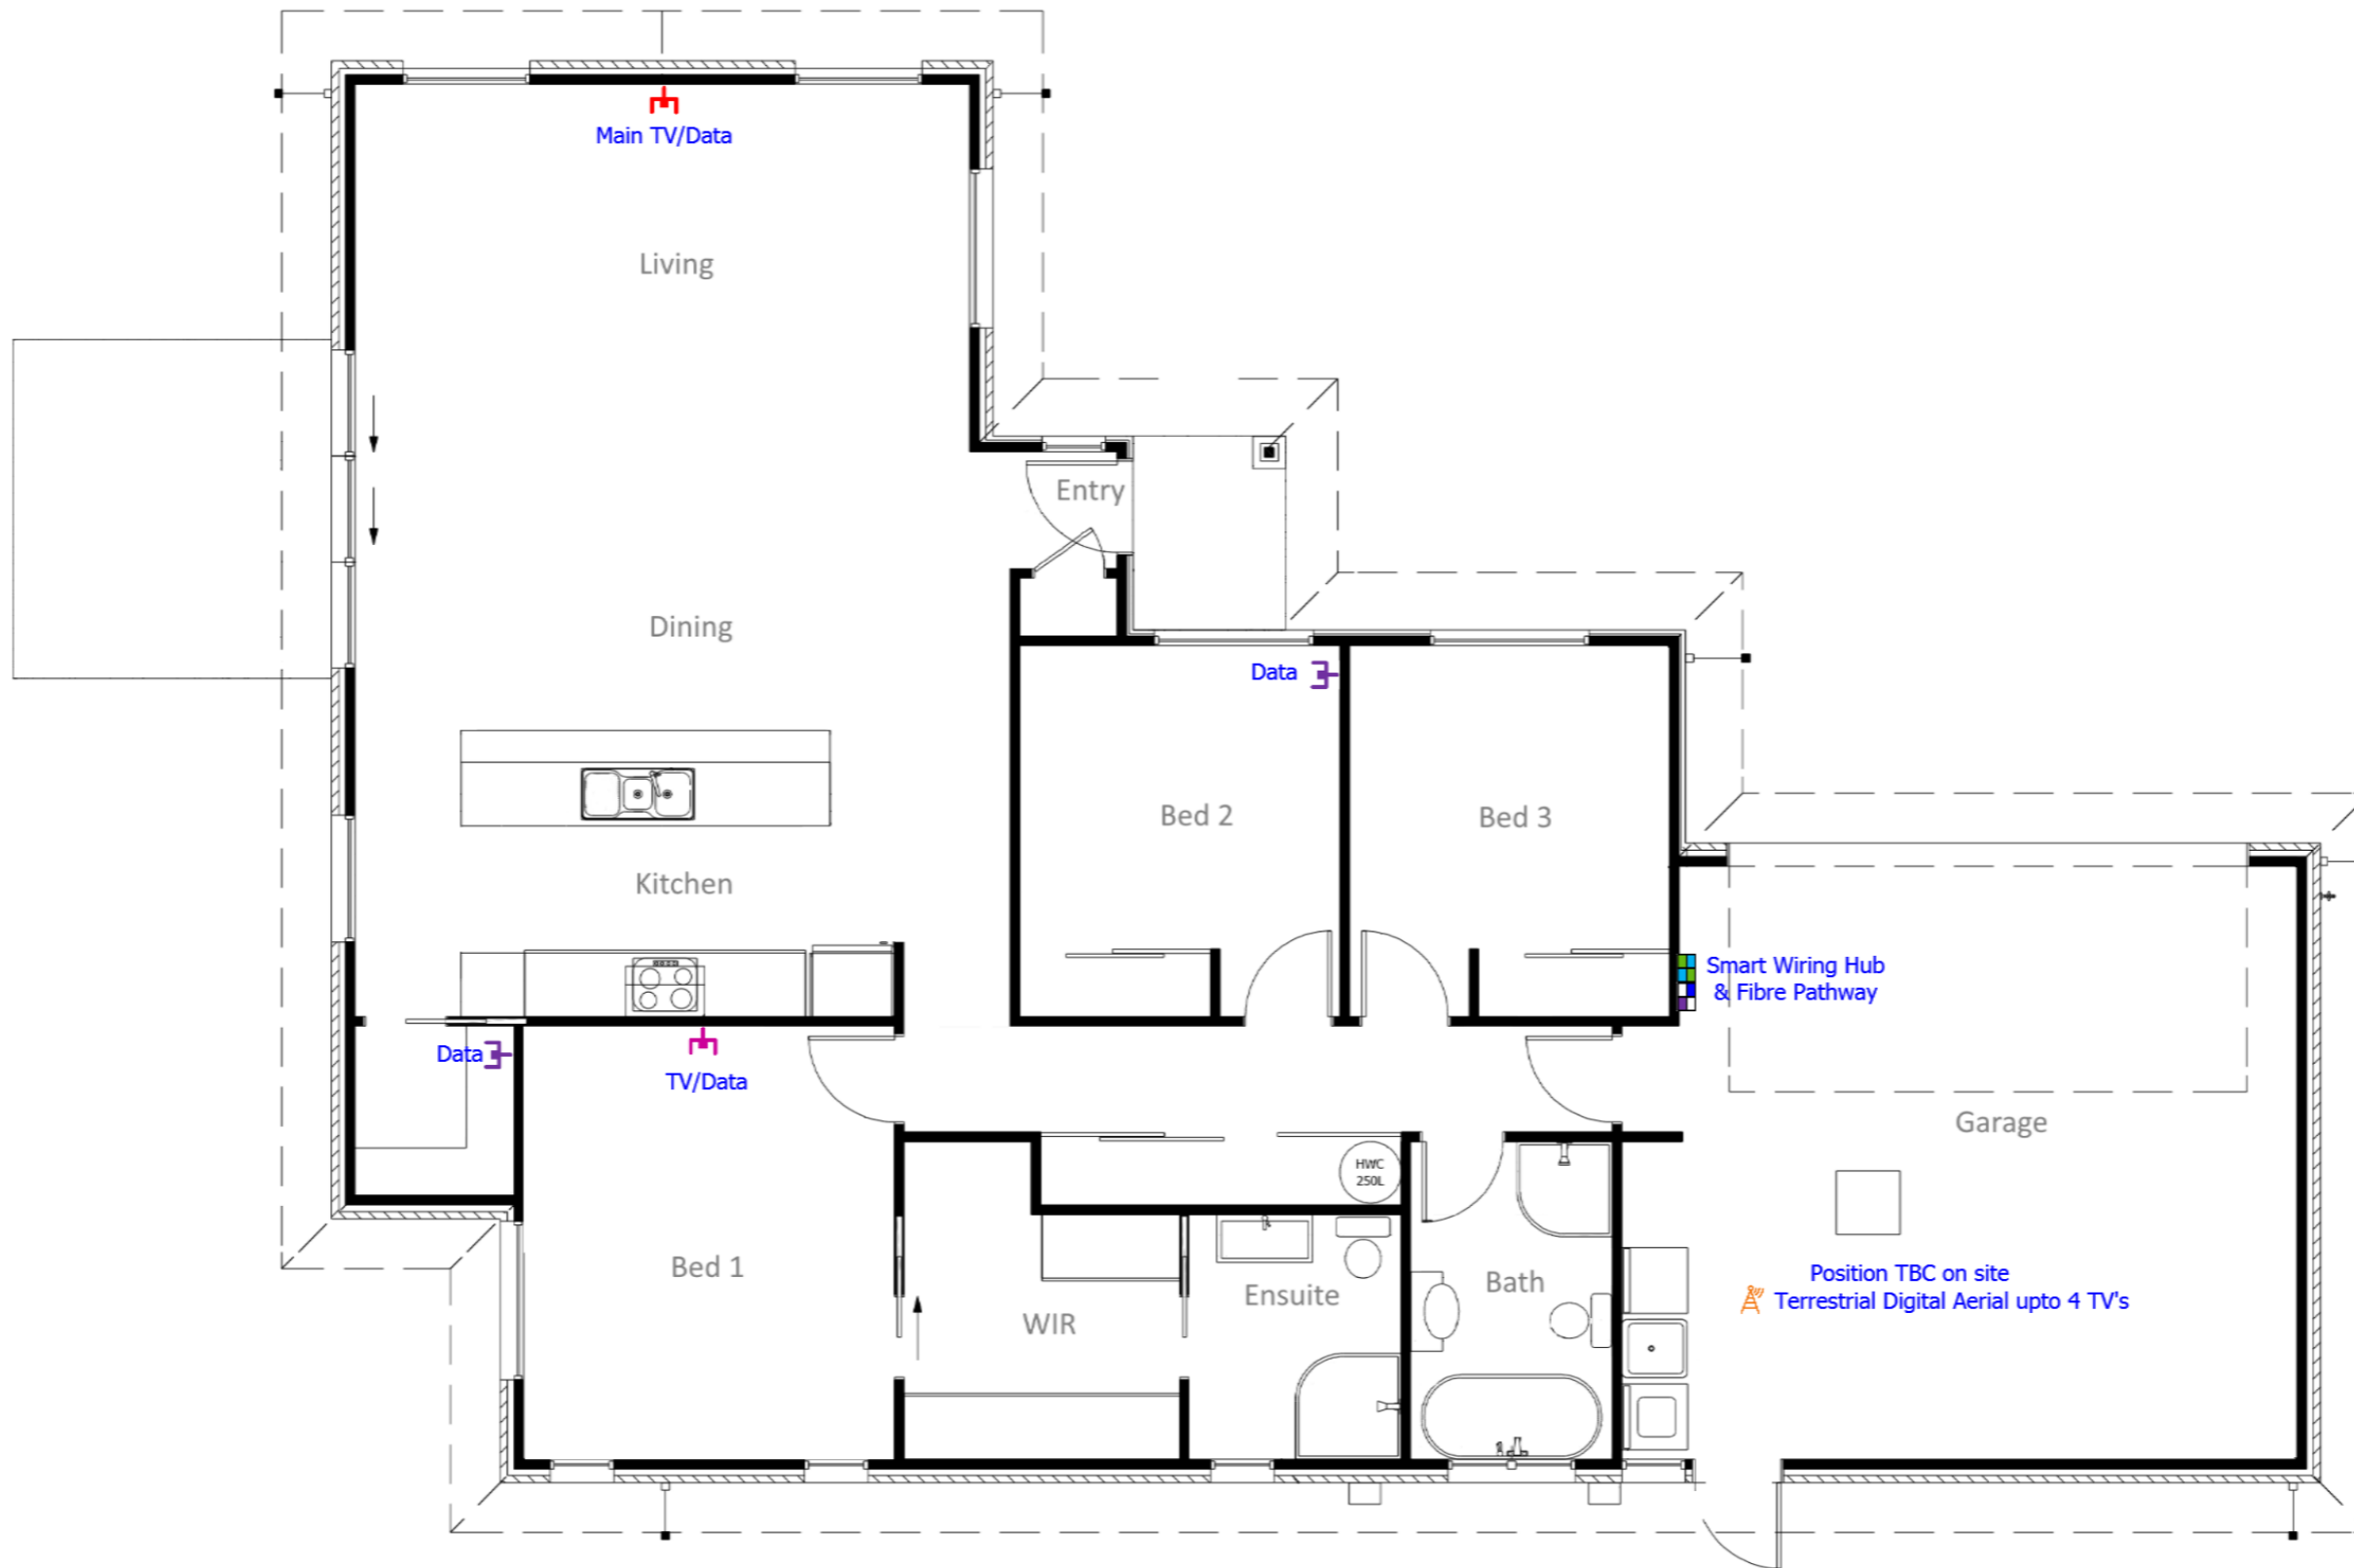 Main TV/Data
Living
Entry
Dining
Data
Bed 2
Bed 3
Kitchen
Smart Wiring Hub
& Fibre Pathway
Data
TV/Data
Garage
HWC
250L
Bed 1
Position TBC on site
Terrestrial Digital Aerial upto 4 TV's
Ensuite
Bath
WIR